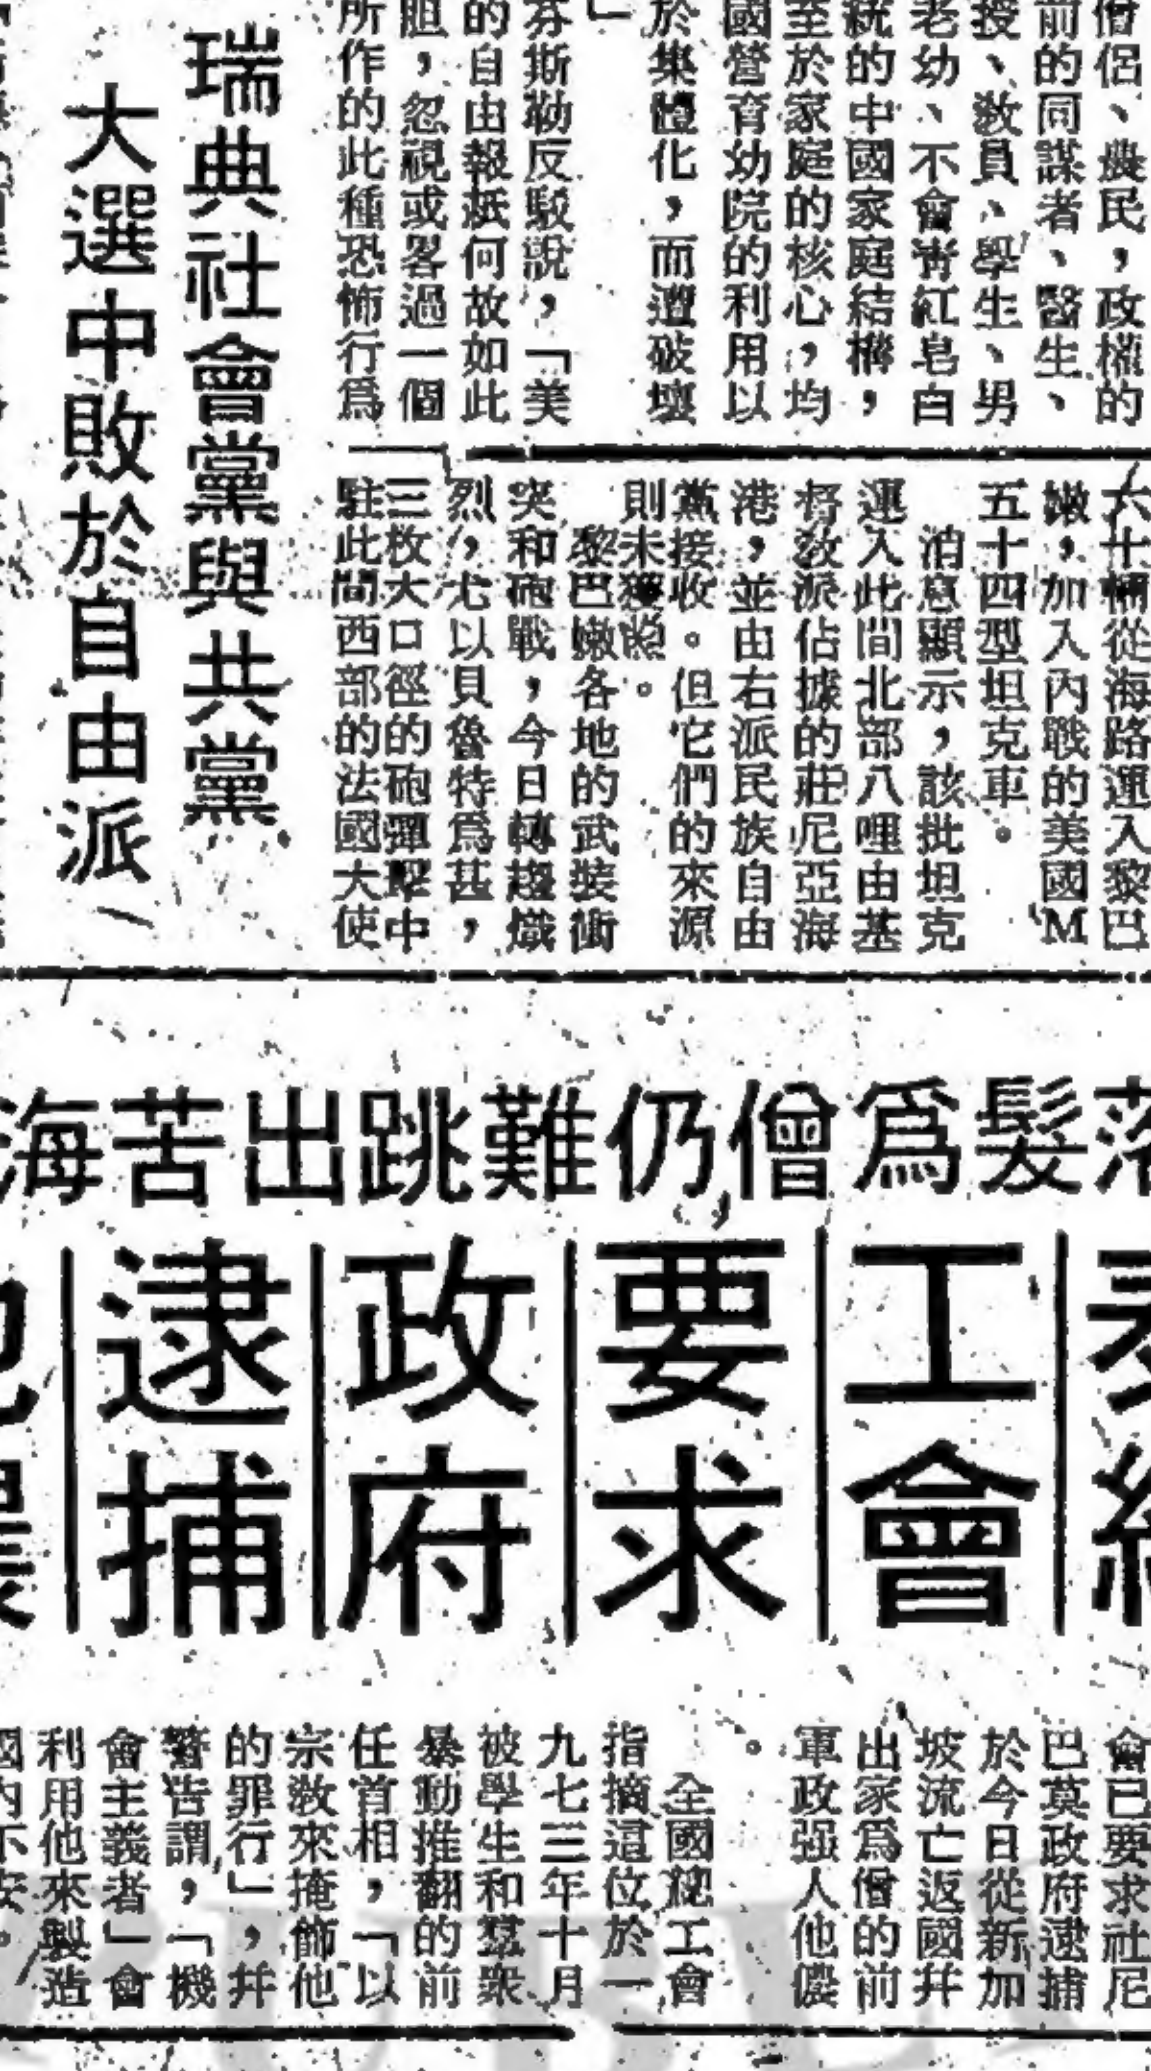 僧侶、農民，政權的
前的同謀者、醫生、
授、教員、學生、男
老幼、不會青紅皂白
統的中國家庭結構，
至於家庭的核心，均
國營育幼院的利用以
於集體化，而遭破壞
」
芬斯勒反駁說，「美
的自由報紙何故如此
胆，忽視或畧過一個
所作的此種恐怖行爲
瑞典社會黨與共黨
大選中敗於自由派
六十輛從海路運入黎巴
嫩，加入內戰的美國M
五十四型坦克車。
消息顯示，該批坦克
運入此間北部八哩由基
督敎派佔據的莊尼亞海
港，並由右派民族自由
黨接收。但它們的來源
則未獲照。
黎巴嫩各地的武裝衝
突和砲戰，今日轉趨熾
烈，尤以貝魯特爲甚，
三枚大口徑的砲彈擊中
駐此間西部的法國大使
落髮爲僧仍難跳出苦海
工會
要求
政府
逮捕
會已要求社尼
巴莫政府逮捕
於今日從新加
坡流亡返國幷
出家爲僧的前
軍政强人他儂
。
全國總工會
指摘這位於一
九七三年十月
被學生和羣衆
暴動推翻的前
任首相，「以
宗教來掩飾他
的罪行」，幷
警告謂，「機
會主義者」會
利用他來製造
國內不安。